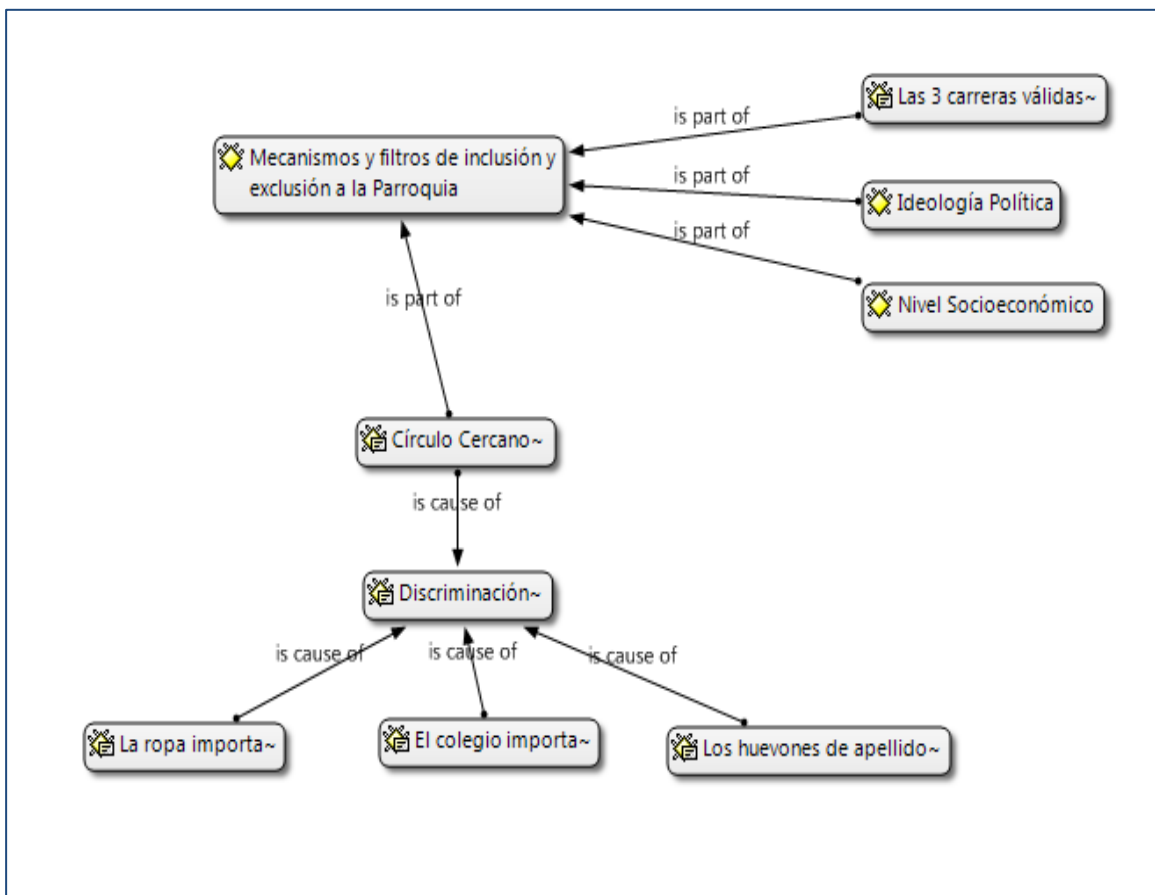 Las 3 carreras válidas~
is part of
Mecanismos y filtros de inclusión y
exclusión a la Parroquia
is part of
Ideología Política
is part of
Nivel Socioeconómico
is part of
Círculo Cercano~
is cause of
Discriminación~
is cause of
is cause of
is cause of
La ropa importa~
El colegio importa~
Los huevones de apellido~